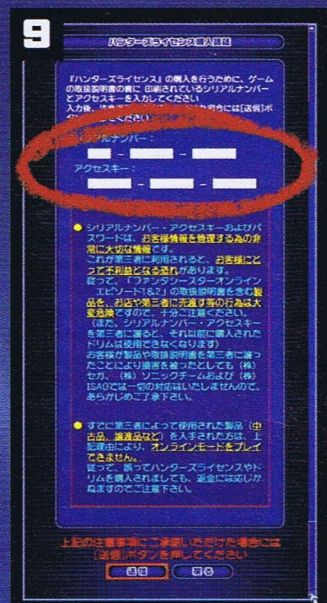 9
ハンターズライセンス購入確認
『ハンターズライセンス』の購入を行うために、ゲーム
の取扱説明書の裏に 印刷されているシリアルナンバー
とアクセスキーを入力してください
シリアルナンバー：
アクセスキー：
● シリアルナンバー・アクセスキーおよびパ
スワードは、お客様情報を管理する為の非
常に大切な情報です。
これが第三者に利用されると、お客様にと
って不利益となる恐れがあります。
従って、『ファンタシースターオンライン
エピソード1&2』の取扱説明書を含む製
品を、お店や第三者に売渡す等の行為は大
変危険ですので、十分ご注意ください。
（また、シリアルナンバー・アクセスキー
を第三者に譲ると、それ以前に購入された
ドリムは使用できなくなります）
お客様が製品や取扱説明書を第三者に譲っ
たことにより損害を被ったとしても（株）
セガ、（株）ソニックチームおよび（株）
ISAOでは一切の対応はいたしませんので、
あらかじめご了承下さい。
● すでに第三者によって使用された製品（中
古品、譲渡品など）を入手された方は、上
記理由により、オンラインモードをプレイ
できません。
従って、誤ってハンターズライセンスやド
リムを購入されましても、返金には応じか
ねますのでご注意下さい。
上記の注意事項にご承諾いただけた場合には
[送信]ボタンを押してください
送信 戻る